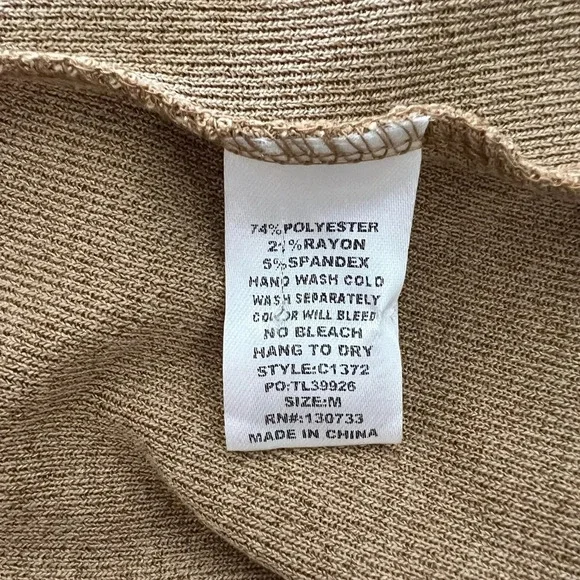 74%POLYESTER
21%RAYON
5%SPANDEX
HAND WASH COLD
WASH SEPARATELY
COLOR WILL BLEED
NO BLEACH
HANG TO DRY
STYLE:C1372
PO:TL39926
SIZE:M
RN#:130733
MADE IN CHINA